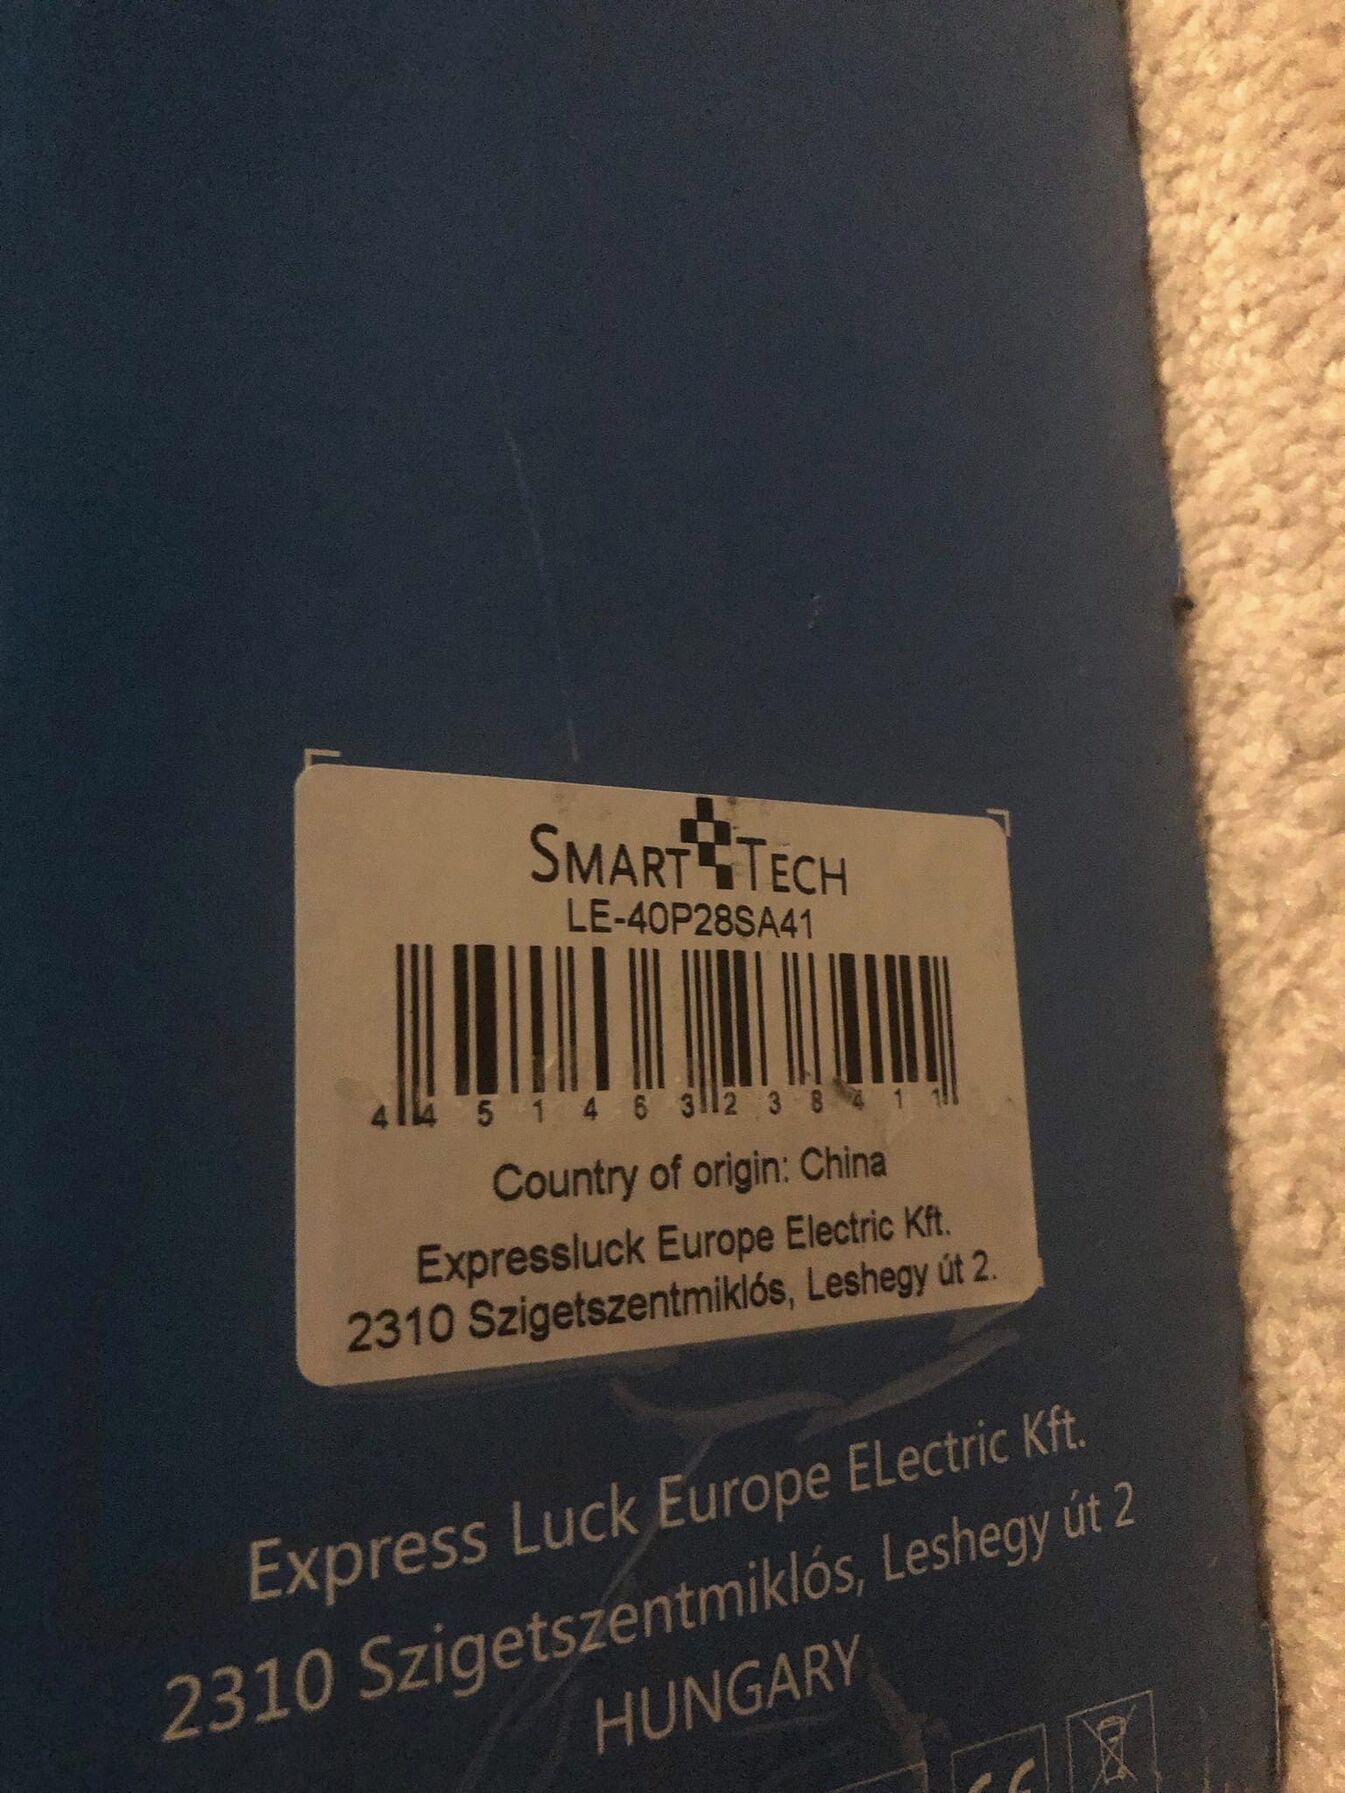 SMART TECH
LE-40P28SA41
4 4 5 1 4 6 3 2 3 8 4 1 1
Country of origin: China
Expressluck Europe Electric Kft.
2310 Szigetszentmiklós, Leshegy út 2.
Express Luck Europe ELectric Kft.
2310 Szigetszentmiklós, Leshegy út 2
HUNGARY
CE